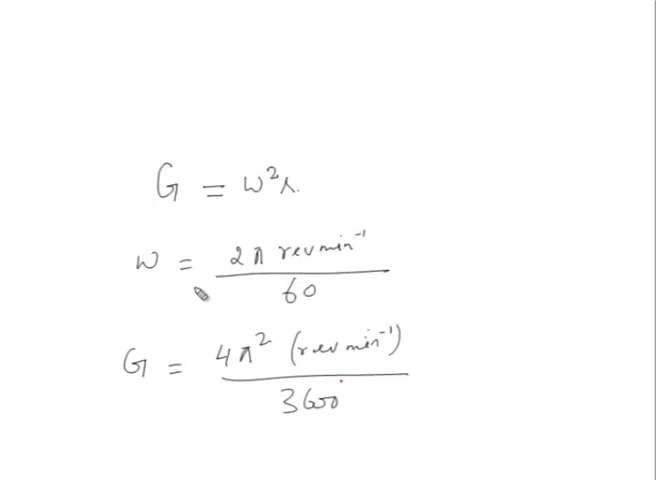 G = ω²r.
ω = 2π rev min⁻¹ / 60
G = 4π² (rev min⁻¹) / 3600